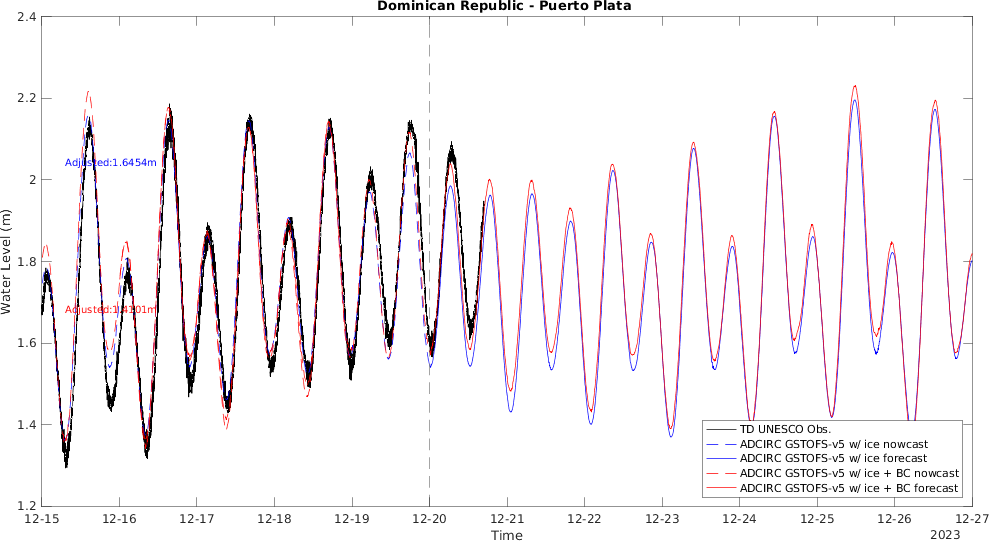 Dominican Republic - Puerto Plata
2.4
2.2
2
1.8
1.6
1.4
1.2
Water Level (m)
Adjusted:1.6454m
TD UNESCO Obs.
ADCIRC GSTOFS-v5 w/ ice nowcast
ADCIRC GSTOFS-v5 w/ ice forecast
ADCIRC GSTOFS-v5 w/ ice + BC nowcast
ADCIRC GSTOFS-v5 w/ ice + BC forecast
12-15 12-16 12-17 12-18 12-19 12-20 12-21 12-22 12-23 12-24 12-25 12-26 12-27
Time
2023